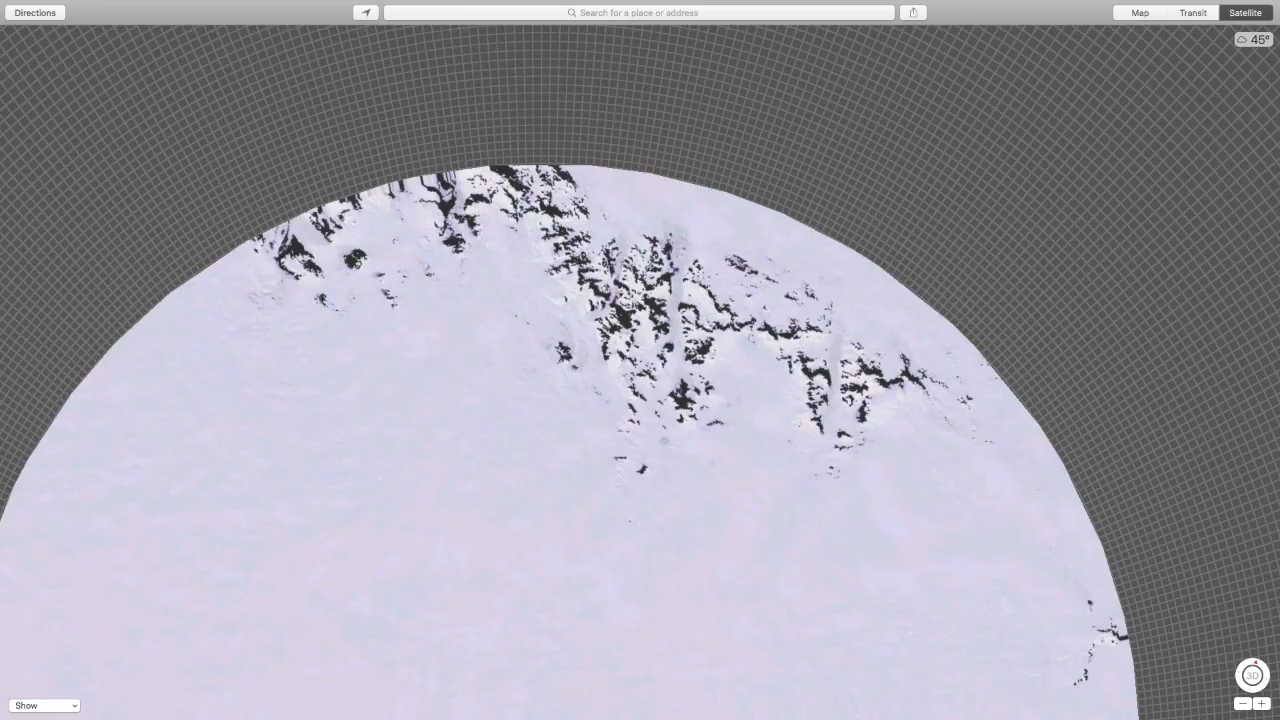 Directions
Search for a place or address
Map
Transit
Satellite
45°
3D
Show